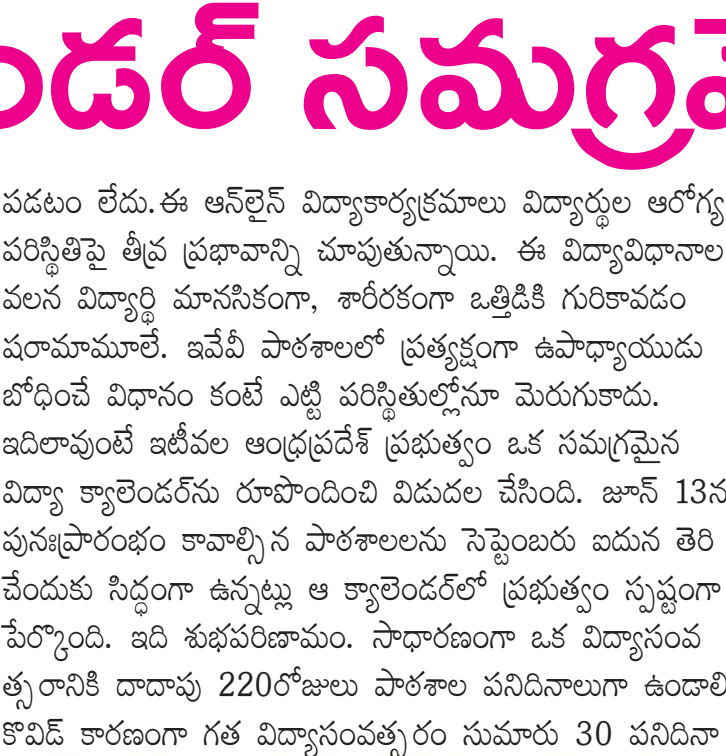 ండర్ సమగ్రమై
పడటం లేదు.ఈ ఆన్‌లైన్ విద్యాకార్యక్రమాలు విద్యార్థుల ఆరోగ్య
పరిస్థితిపై తీవ్ర ప్రభావాన్ని చూపుతున్నాయి. ఈ విద్యావిధానాల
వలన విద్యార్థి మానసికంగా, శారీరకంగా ఒత్తిడికి గురికావడం
షరామామూలే. ఇవేవీ పాఠశాలలో ప్రత్యక్షంగా ఉపాధ్యాయుడు
బోధించే విధానం కంటే ఎట్టి పరిస్థితుల్లోనూ మెరుగుకాదు.
ఇదిలావుంటే ఇటీవల ఆంధ్రప్రదేశ్ ప్రభుత్వం ఒక సమగ్రమైన
విద్యా క్యాలెండర్‌ను రూపొందించి విడుదల చేసింది. జూన్ 13న
పునఃప్రారంభం కావాల్సిన పాఠశాలలను సెప్టెంబరు ఐదున తెరి
చేందుకు సిద్ధంగా ఉన్నట్లు ఆ క్యాలెండర్‌లో ప్రభుత్వం స్పష్టంగా
పేర్కొంది. ఇది శుభపరిణామం. సాధారణంగా ఒక విద్యాసంవ
త్సరానికి దాదాపు 220రోజులు పాఠశాల పనిదినాలుగా ఉండాలి
కొవిడ్ కారణంగా గత విద్యాసంవత్సరం సుమారు 30 పనిదినా